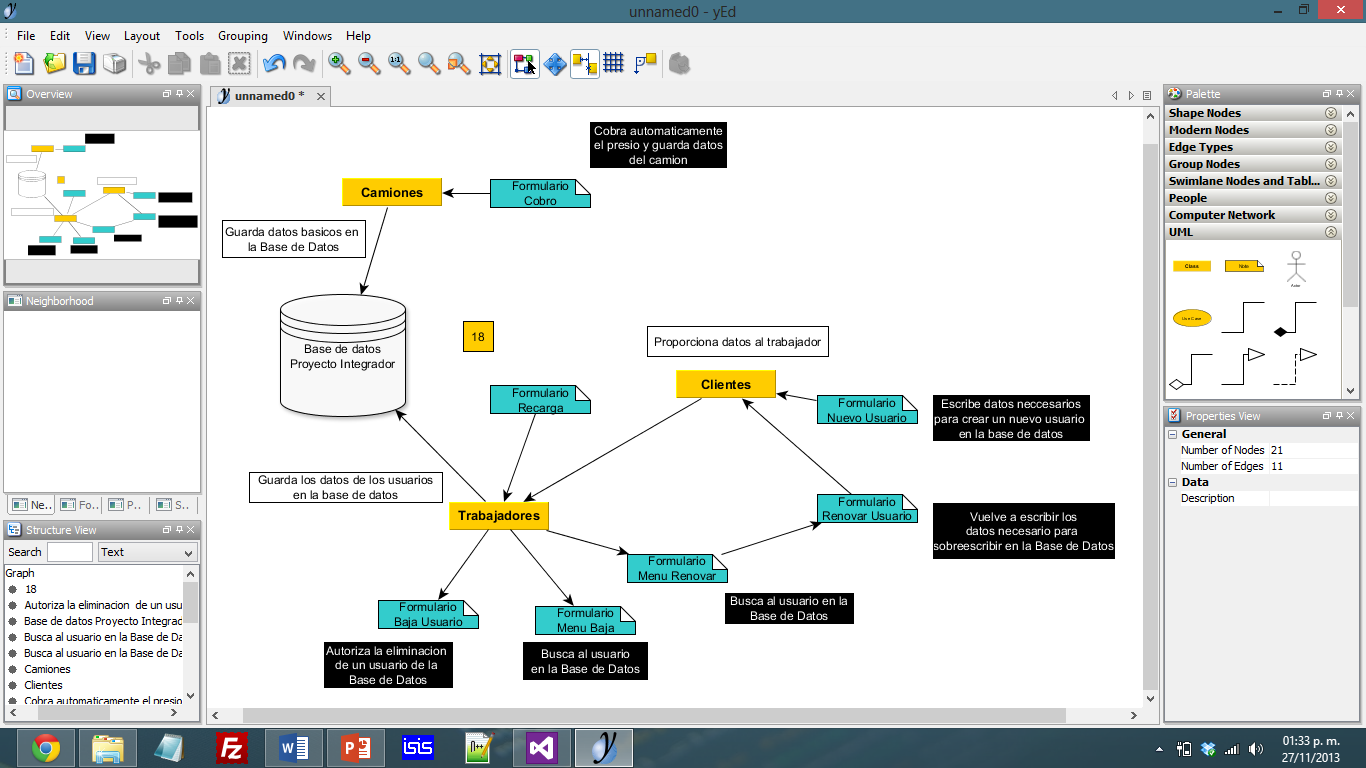 unnamed0 - yEd
File Edit View Layout Tools Grouping Windows Help
Overview
Neighborhood
Ne.. Fo.. P.. S..
Structure View
Search Text
Graph
18
Autoriza la eliminacion de un usu
Base de datos Proyecto Integrad
Busca al usuario en la Base de Da
Busca al usuario en la Base de Da
Camiones
Clientes
Cobra automaticamente el presio
unnamed0 *
Cobra automaticamente
el presio y guarda datos
del camion
Camiones
Formulario
Cobro
Guarda datos basicos en
la Base de Datos
Base de datos
Proyecto Integrador
18
Proporciona datos al trabajador
Clientes
Formulario
Recarga
Formulario
Nuevo Usuario
Escribe datos neccesarios
para crear un nuevo usuario
en la base de datos
Guarda los datos de los usuarios
en la base de datos
Trabajadores
Formulario
Renovar Usuario
Vuelve a escribir los
datos necesario para
sobreescribir en la Base de Datos
Formulario
Menu Renovar
Busca al usuario en la
Base de Datos
Formulario
Baja Usuario
Formulario
Menu Baja
Autoriza la eliminacion
de un usuario de la
Base de Datos
Busca al usuario
en la Base de Datos
Palette
Shape Nodes
Modern Nodes
Edge Types
Group Nodes
Swimlane Nodes and Tabl...
People
Computer Network
UML
Class Note
Actor
Use Case
Properties View
General
Number of Nodes 21
Number of Edges 11
Data
Description
isis
01:33 p. m.
27/11/2013